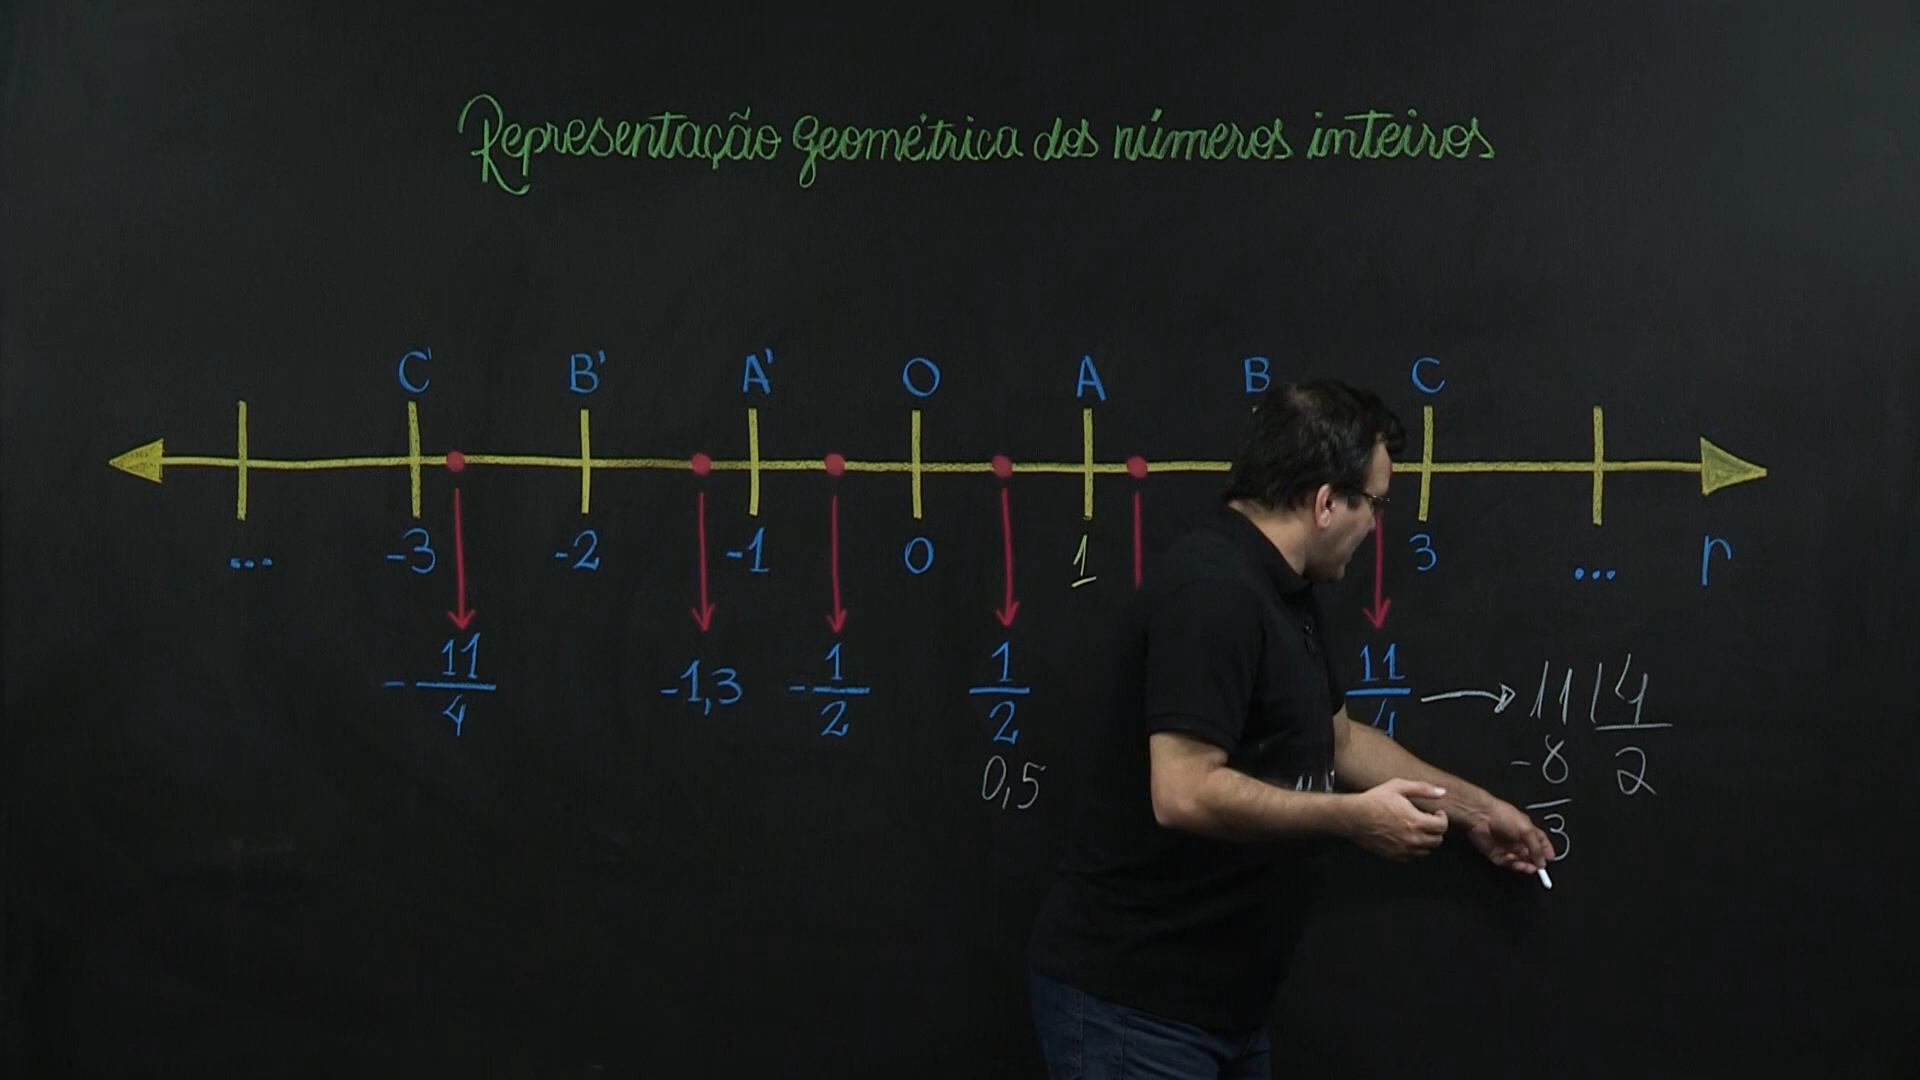 Representação geométrica dos números inteiros
C' B' A' O A B C
... -3 -2 -1 0 1 3 ... r
-11/4 -1,3 -1/2 1/2 11/4 → 11 4
0,5 -8 2
3